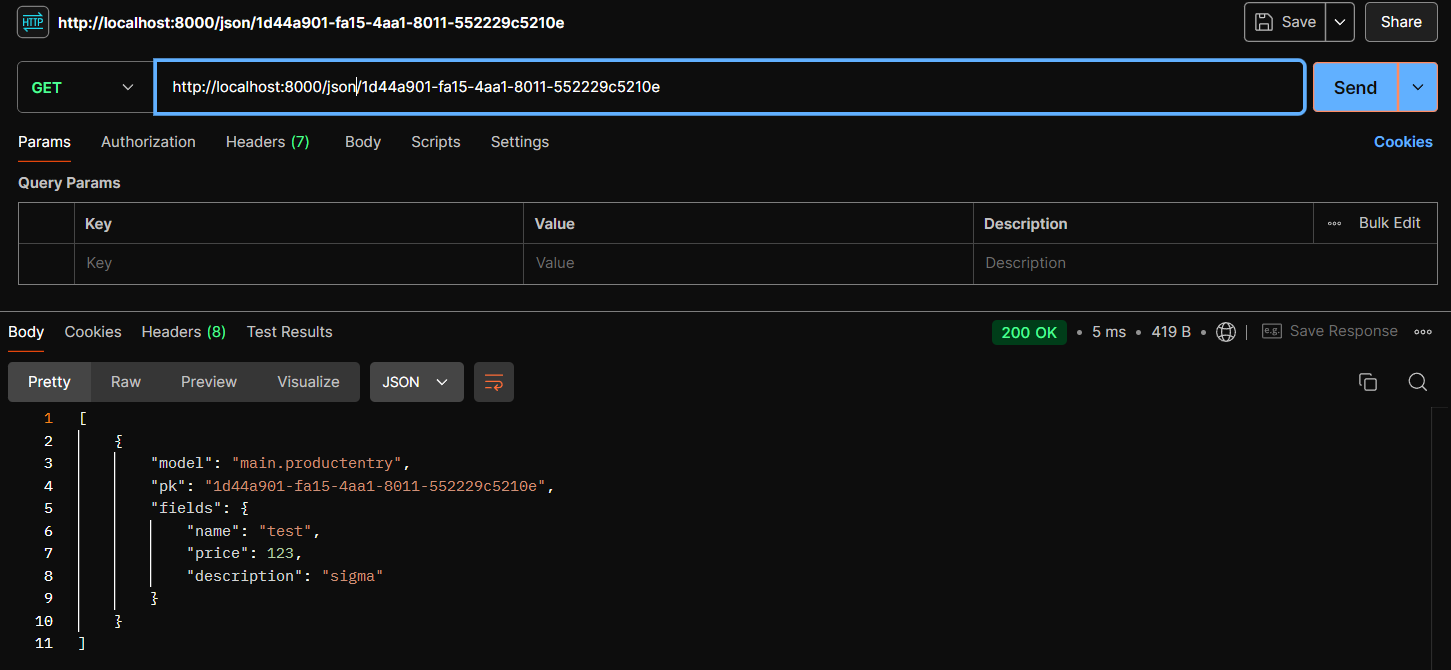 HTTP http://localhost:8000/json/1d44a901-fa15-4aa1-8011-552229c5210e Save Share
GET http://localhost:8000/json/1d44a901-fa15-4aa1-8011-552229c5210e Send
Params Authorization Headers (7) Body Scripts Settings Cookies
Query Params
Key Value Description Bulk Edit
Key Value Description
Body Cookies Headers (8) Test Results 200 OK • 5 ms • 419 B • e.g. Save Response
Pretty Raw Preview Visualize JSON
1 [
2 {
3 "model": "main.productentry",
4 "pk": "1d44a901-fa15-4aa1-8011-552229c5210e",
5 "fields": {
6 "name": "test",
7 "price": 123,
8 "description": "sigma"
9 }
10 }
11 ]